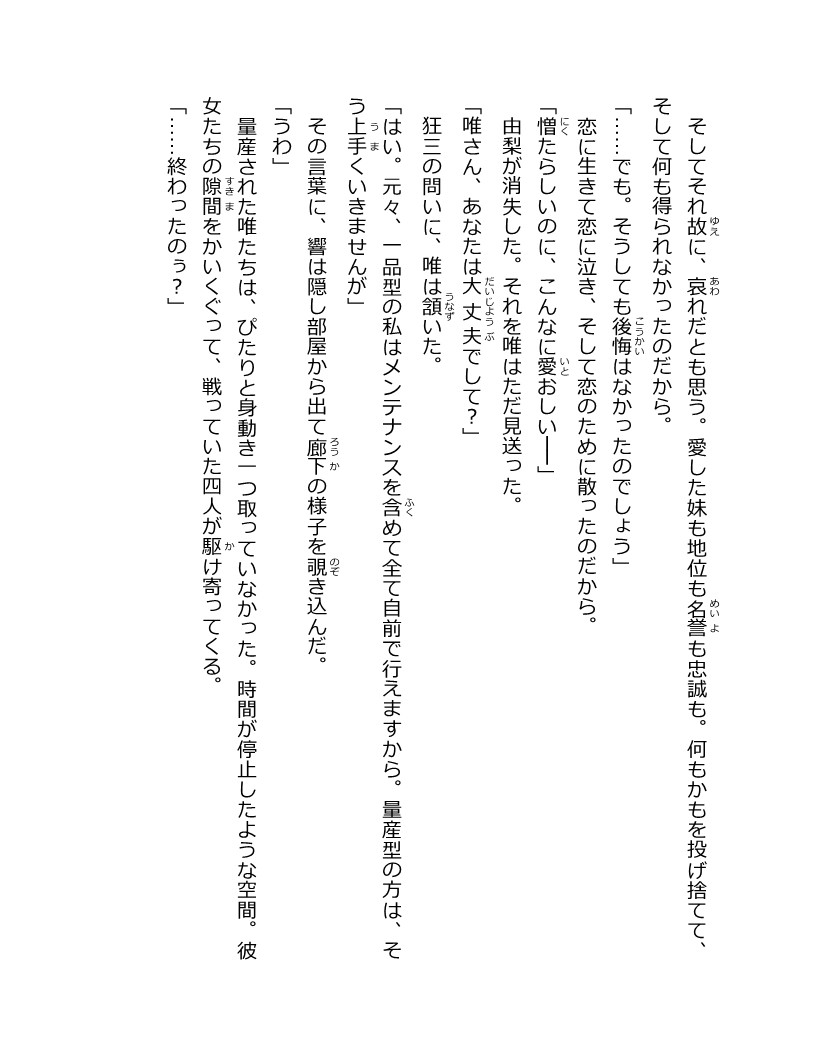 そしてそれ故に、哀れだとも思う。愛した妹も地位も名誉も忠誠も。何もかもを投げ捨てて、
そして何も得られなかったのだから。
「……でも。そうしても後悔はなかったのでしょう」
恋に生きて恋に泣き、そして恋のために散ったのだから。
「憎たらしいのに、こんなに愛おしい――」
由梨が消失した。それを唯はただ見送った。
「唯さん、あなたは大丈夫でして？」
狂三の問いに、唯は頷いた。
「はい。元々、一品型の私はメンテナンスを含めて全て自前で行えますから。量産型の方は、そ
う上手くいきませんが」
その言葉に、響は隠し部屋から出て廊下の様子を覗き込んだ。
「うわ」
量産された唯たちは、ぴたりと身動き一つ取っていなかった。時間が停止したような空間。彼
女たちの隙間をかいくぐって、戦っていた四人が駆け寄ってくる。
「……終わったのぅ？」